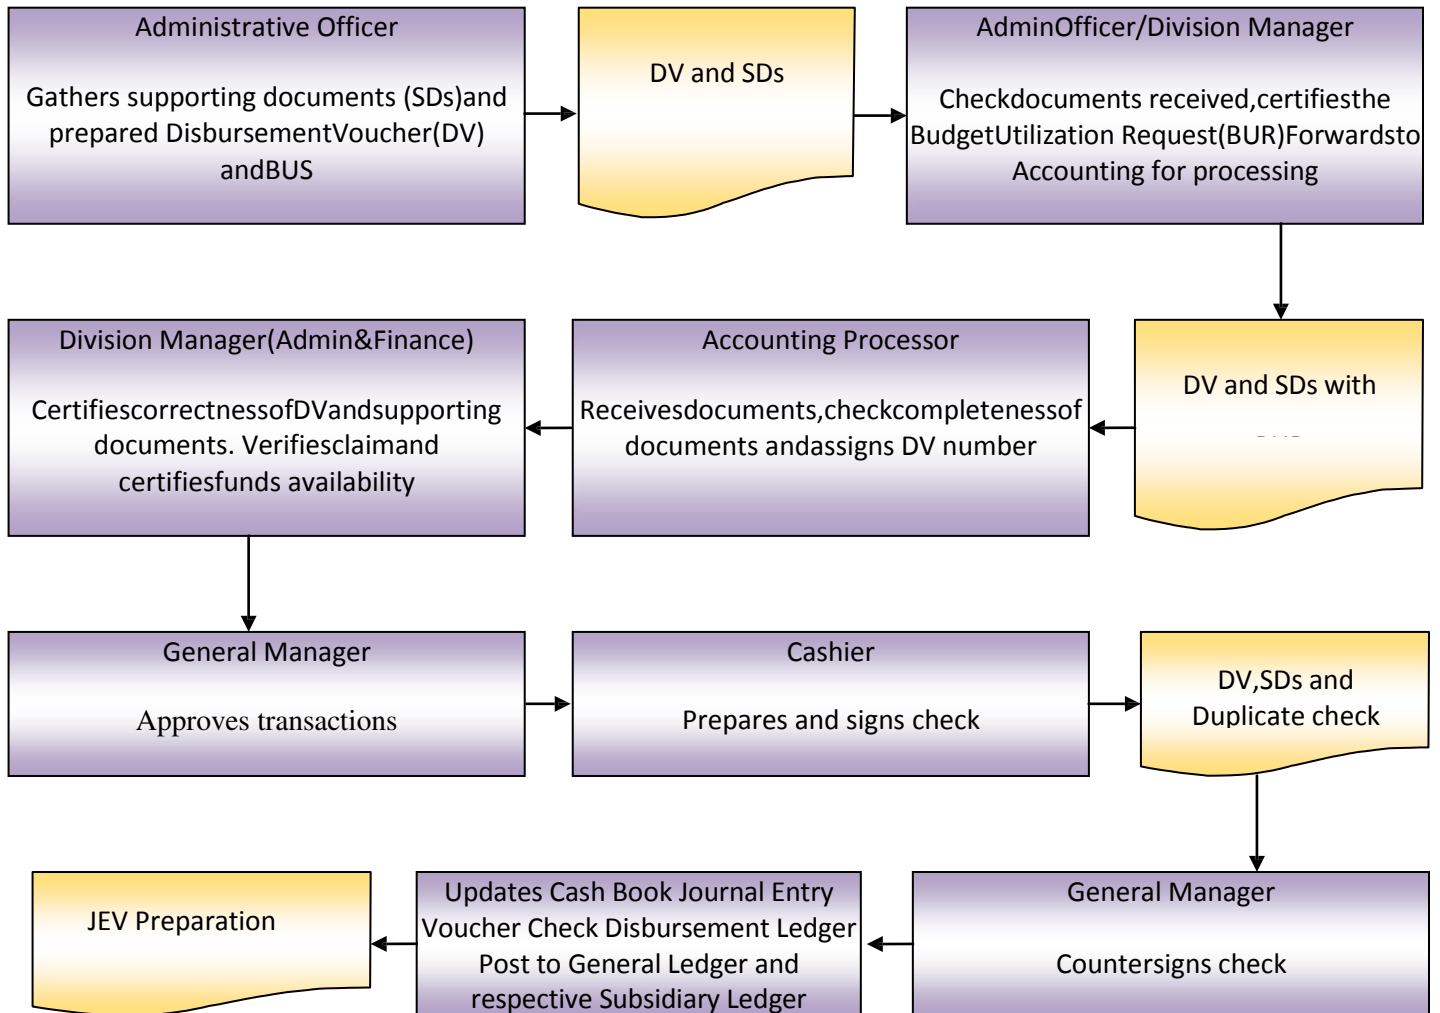 Administrative Officer
Gathers supporting documents (SDs)and
prepared DisbursementVoucher(DV)
andBUS
DV and SDs
AdminOfficer/Division Manager
Checkdocuments received,certifiesthe
BudgetUtilization Request(BUR)Forwardsto
Accounting for processing
Division Manager(Admin&Finance)
CertifiescorrectnessofDVandsupporting
documents. Verifiesclaimand
certifiesfunds availability
Accounting Processor
Receivesdocuments,checkcompletenessof
documents andassigns DV number
DV and SDs with
General Manager
Approves transactions
Cashier
Prepares and signs check
DV,SDs and
Duplicate check
JEV Preparation
Updates Cash Book Journal Entry
Voucher Check Disbursement Ledger
Post to General Ledger and
respective Subsidiary Ledger
General Manager
Countersigns check